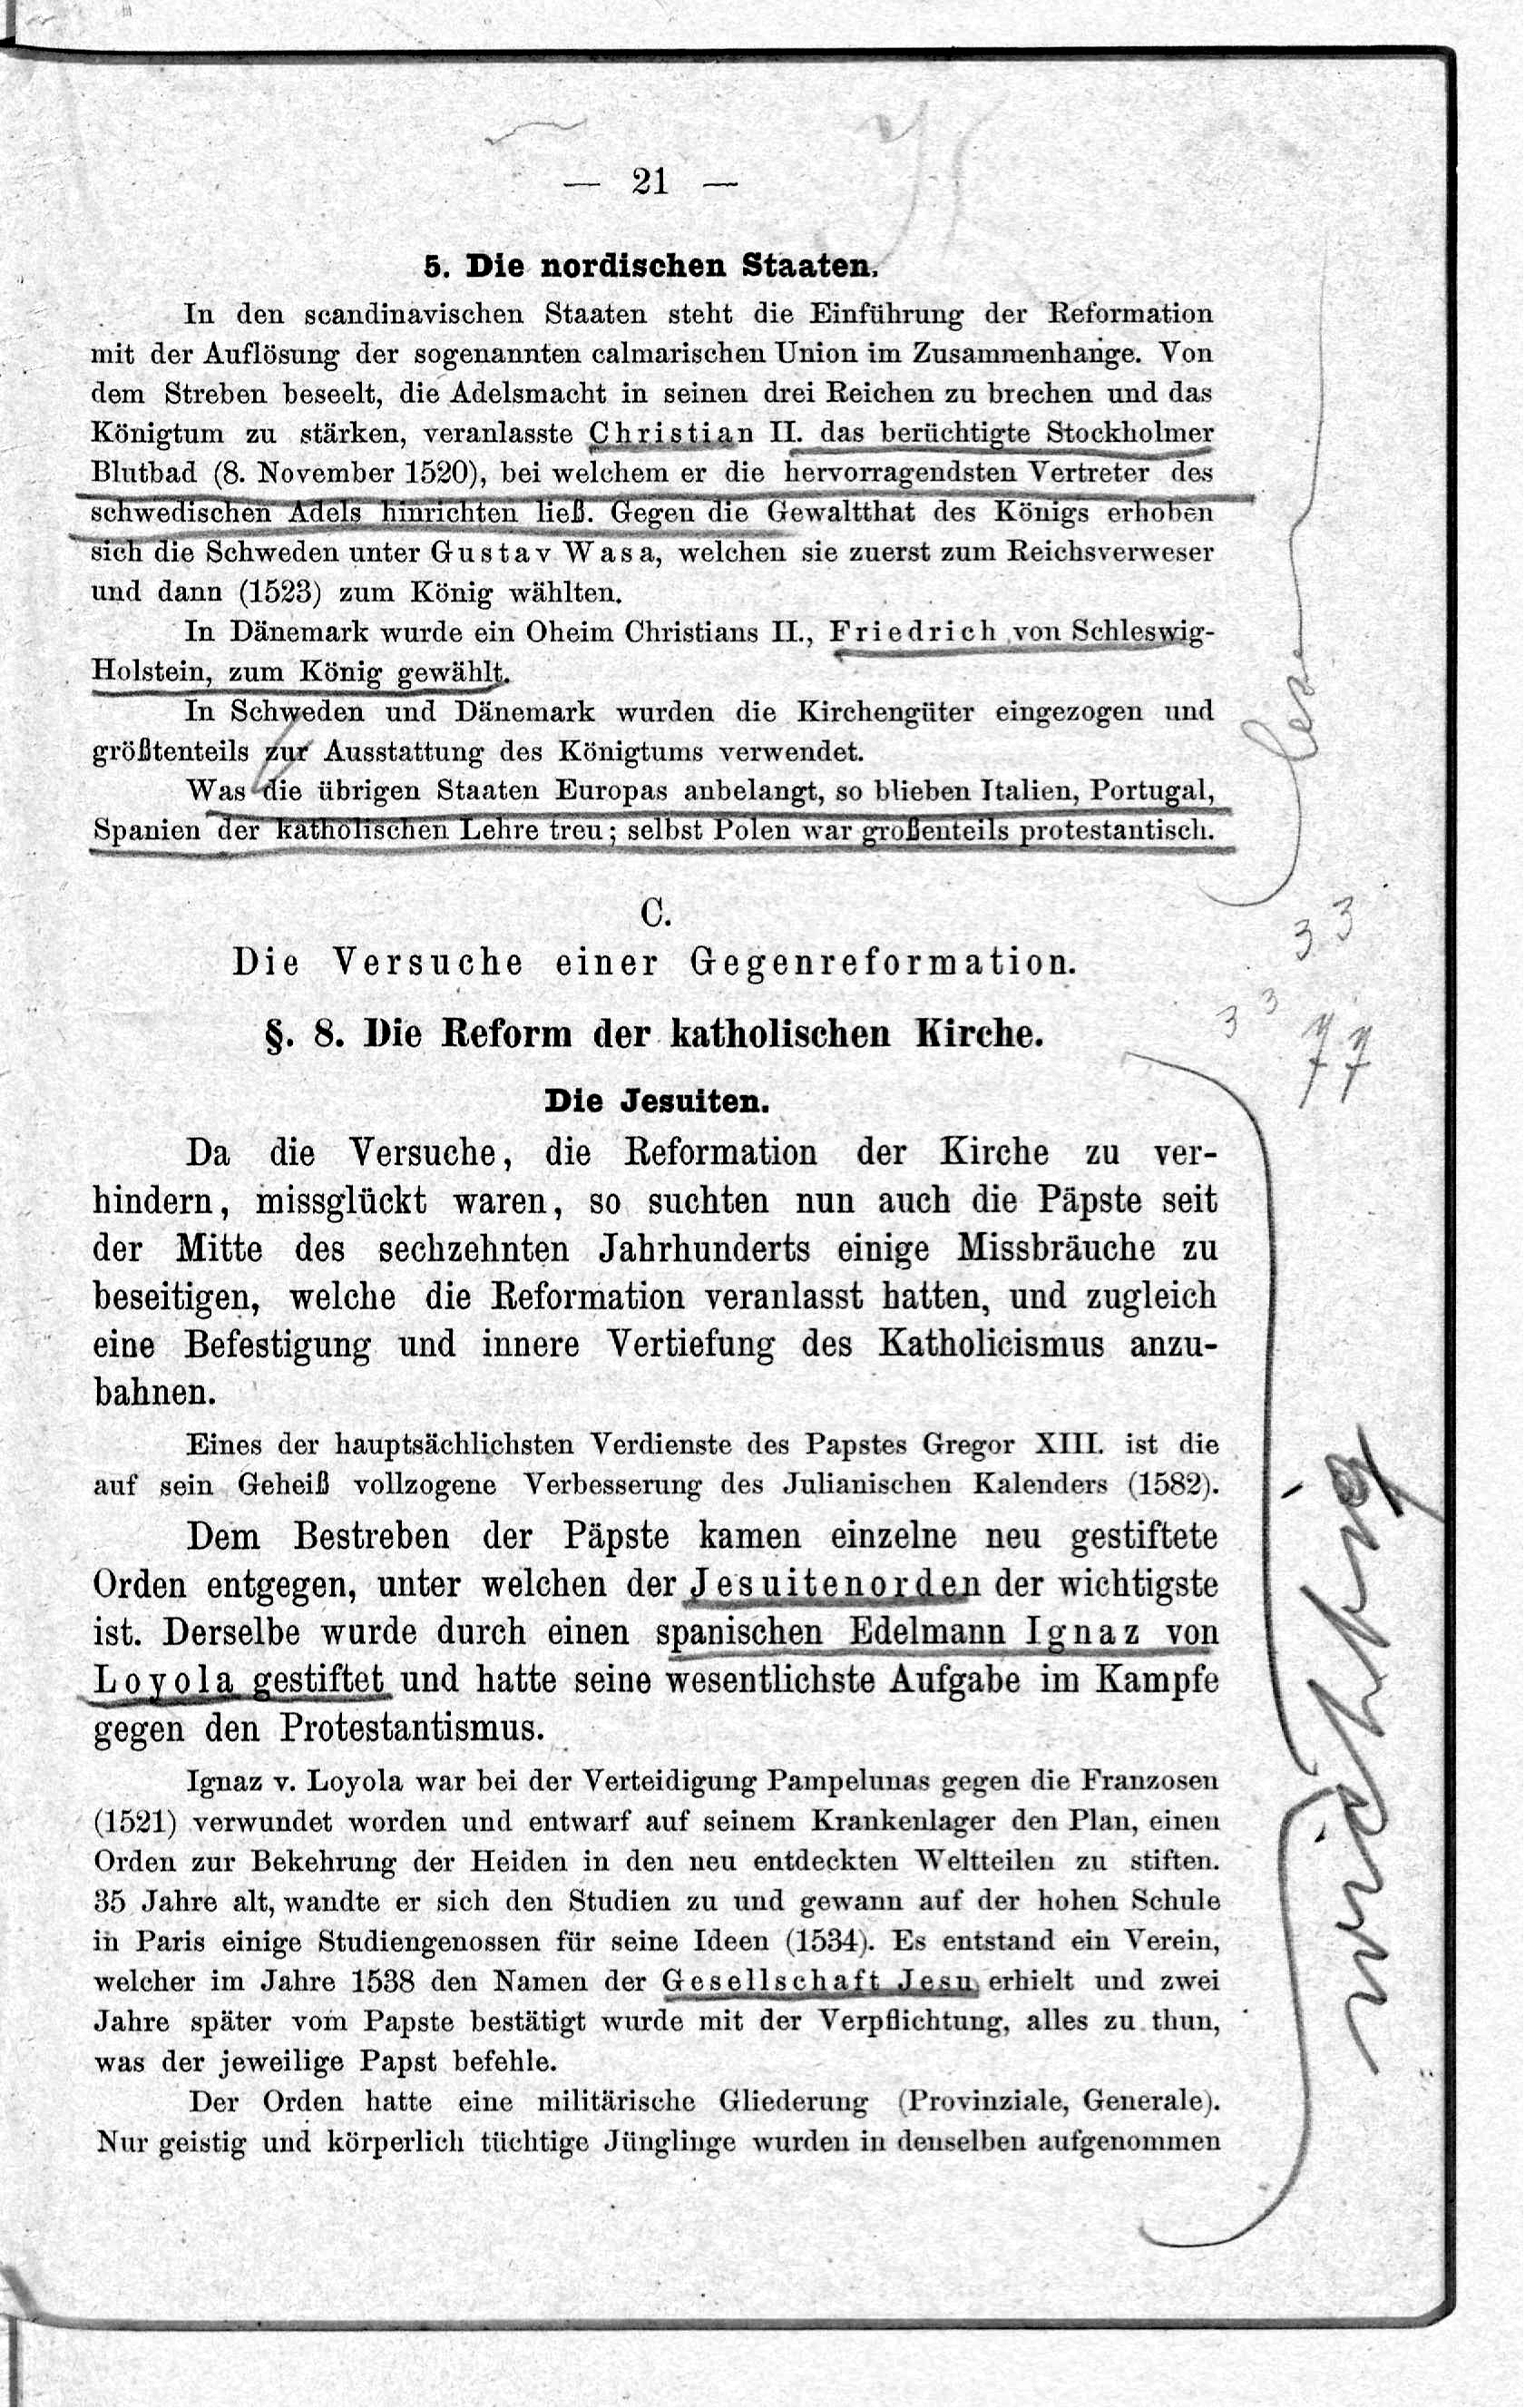 — 21 —
5. Die nordischen Staaten.
In den scandinavischen Staaten steht die Einführung der Reformation
mit der Auflösung der sogenannten calmarischen Union im Zusammenhange. Von
dem Streben beseelt, die Adelsmacht in seinen drei Reichen zu brechen und das
Königtum zu stärken, veranlasste Christian II. das berüchtigte Stockholmer
Blutbad (8. November 1520), bei welchem er die hervorragendsten Vertreter des
schwedischen Adels hinrichten ließ. Gegen die Gewaltthat des Königs erhoben
sich die Schweden unter Gustav Wasa, welchen sie zuerst zum Reichsverweser
und dann (1523) zum König wählten.
In Dänemark wurde ein Oheim Christians II., Friedrich von Schleswig-
Holstein, zum König gewählt.
In Schweden und Dänemark wurden die Kirchengüter eingezogen und
größtenteils zur Ausstattung des Königtums verwendet.
Was die übrigen Staaten Europas anbelangt, so blieben Italien, Portugal,
Spanien der katholischen Lehre treu; selbst Polen war großenteils protestantisch.
C.
Die Versuche einer Gegenreformation.
§. 8. Die Reform der katholischen Kirche.
Die Jesuiten.
Da die Versuche, die Reformation der Kirche zu ver-
hindern, missglückt waren, so suchten nun auch die Päpste seit
der Mitte des sechzehnten Jahrhunderts einige Missbräuche zu
beseitigen, welche die Reformation veranlasst hatten, und zugleich
eine Befestigung und innere Vertiefung des Katholicismus anzu-
bahnen.
Eines der hauptsächlichsten Verdienste des Papstes Gregor XIII. ist die
auf sein Geheiß vollzogene Verbesserung des Julianischen Kalenders (1582).
Dem Bestreben der Päpste kamen einzelne neu gestiftete
Orden entgegen, unter welchen der Jesuitenorden der wichtigste
ist. Derselbe wurde durch einen spanischen Edelmann Ignaz von
Loyola gestiftet und hatte seine wesentlichste Aufgabe im Kampfe
gegen den Protestantismus.
Ignaz v. Loyola war bei der Verteidigung Pampelunas gegen die Franzosen
(1521) verwundet worden und entwarf auf seinem Krankenlager den Plan, einen
Orden zur Bekehrung der Heiden in den neu entdeckten Weltteilen zu stiften.
35 Jahre alt, wandte er sich den Studien zu und gewann auf der hohen Schule
in Paris einige Studiengenossen für seine Ideen (1534). Es entstand ein Verein,
welcher im Jahre 1538 den Namen der Gesellschaft Jesu erhielt und zwei
Jahre später vom Papste bestätigt wurde mit der Verpflichtung, alles zu thun,
was der jeweilige Papst befehle.
Der Orden hatte eine militärische Gliederung (Provinziale, Generale).
Nur geistig und körperlich tüchtige Jünglinge wurden in denselben aufgenommen
33
33
77
wichtig